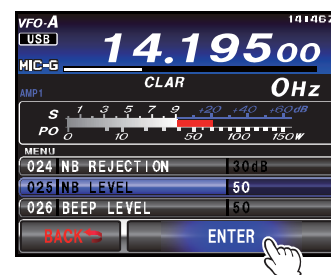 VFO-A 141462
USB
14.19500
MIC-G
AMP1 CLAR 0Hz
S 1 3 5 7 9 +20 +40 +60dB
PO 0 10 50 100 150W
MENU
024 NB REJECTION 30dB
025 NB LEVEL 50
026 BEEP LEVEL 50
BACK ENTER